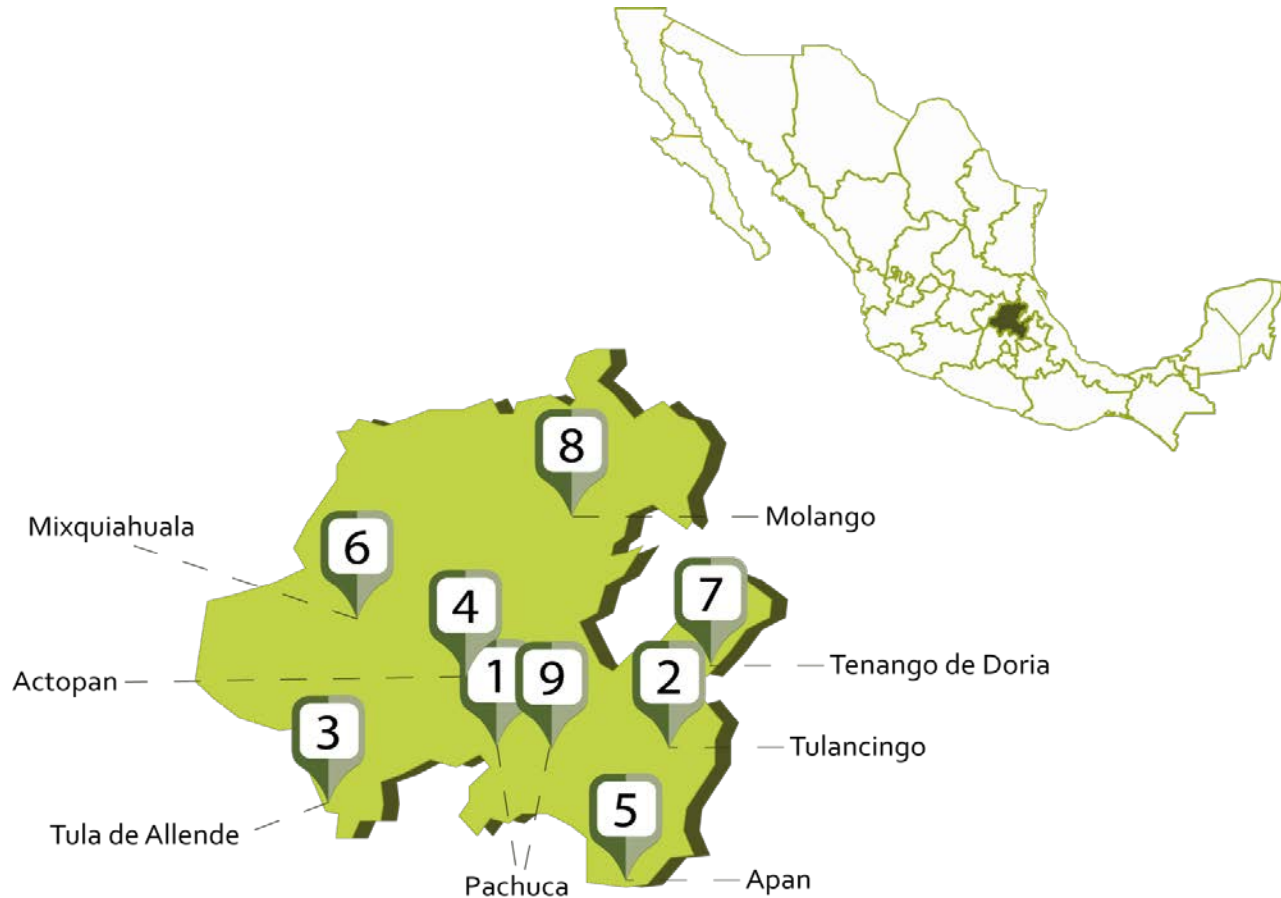 8
Molango
Mixquiahuala
6
4
7
1
9
2
Tenango de Doria
Actopan
3
Tulancingo
5
Tula de Allende
Pachuca
Apan